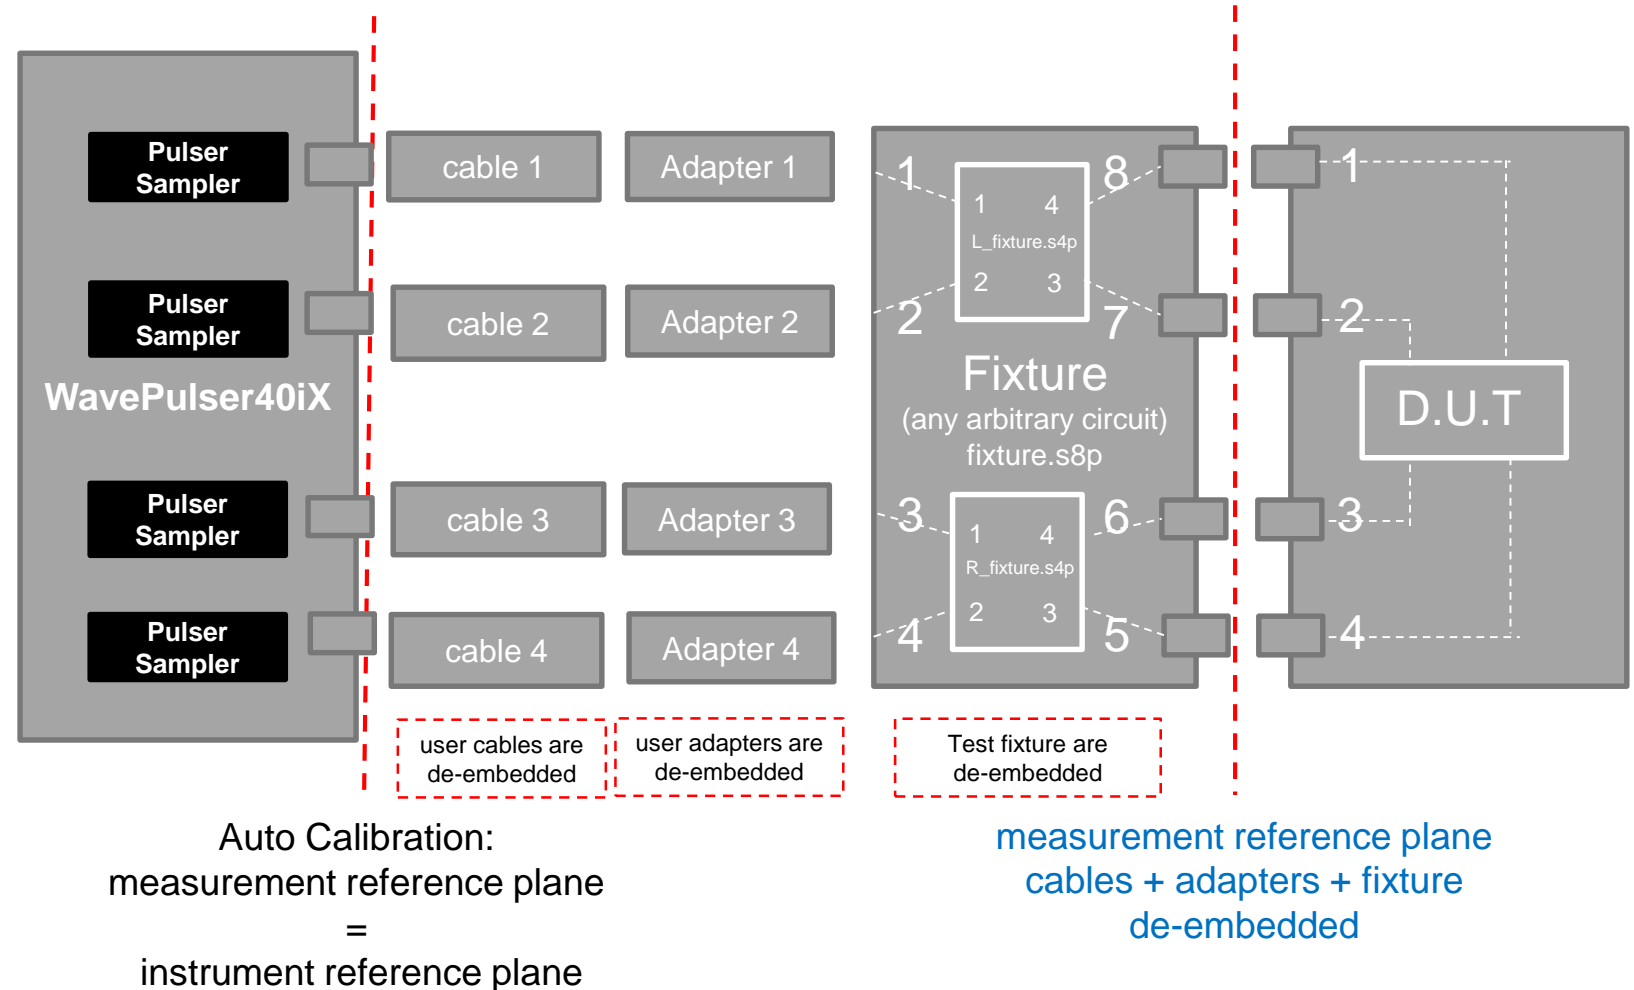 Pulser
Sampler
cable 1
Adapter 1
1
8
1
4
L_fixture.s4p
2
3
2
7
1
Pulser
Sampler
cable 2
Adapter 2
2
WavePulser40iX
Fixture
(any arbitrary circuit)
fixture.s8p
D.U.T
Pulser
Sampler
cable 3
Adapter 3
3
6
1
4
R_fixture.s4p
2
3
4
5
3
Pulser
Sampler
cable 4
Adapter 4
4
user cables are
de-embedded
user adapters are
de-embedded
Test fixture are
de-embedded
Auto Calibration:
measurement reference plane
=
instrument reference plane
measurement reference plane
cables + adapters + fixture
de-embedded